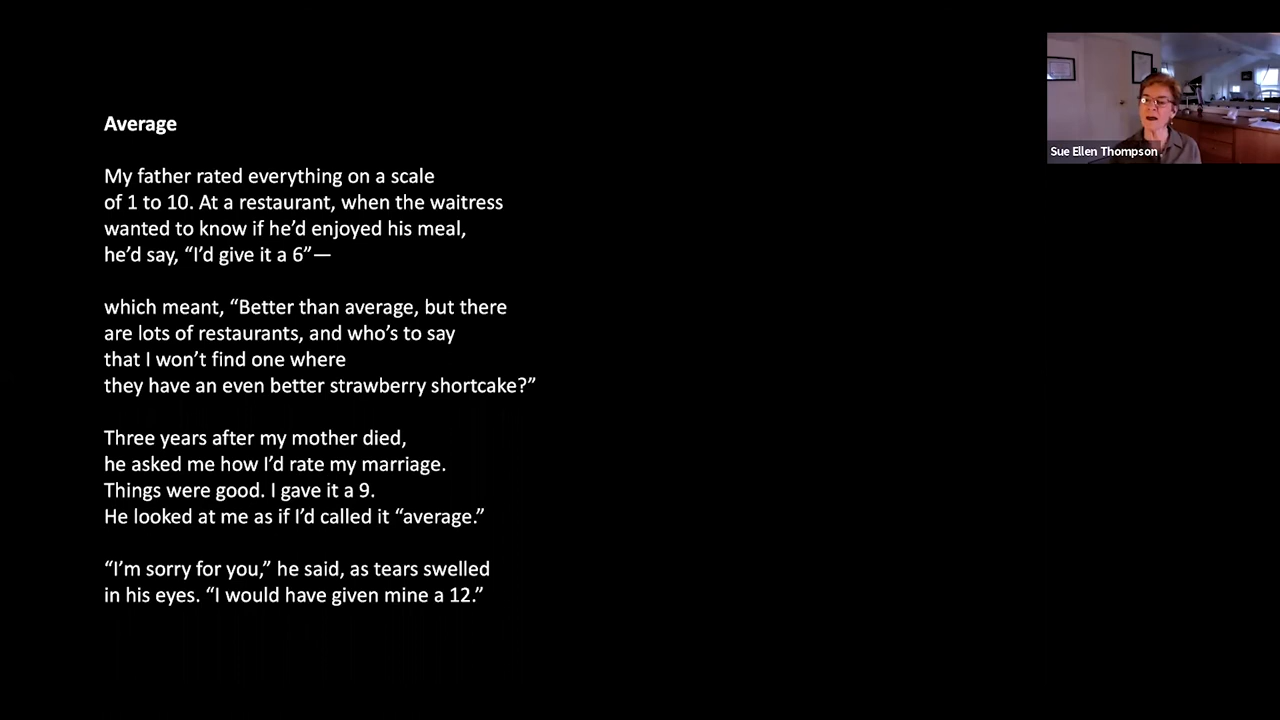 Average
My father rated everything on a scale
of 1 to 10. At a restaurant, when the waitress
wanted to know if he’d enjoyed his meal,
he’d say, “I’d give it a 6”—
which meant, “Better than average, but there
are lots of restaurants, and who’s to say
that I won’t find one where
they have an even better strawberry shortcake?”
Three years after my mother died,
he asked me how I’d rate my marriage.
Things were good. I gave it a 9.
He looked at me as if I’d called it “average.”
“I’m sorry for you,” he said, as tears swelled
in his eyes. “I would have given mine a 12.”
Sue Ellen Thompson